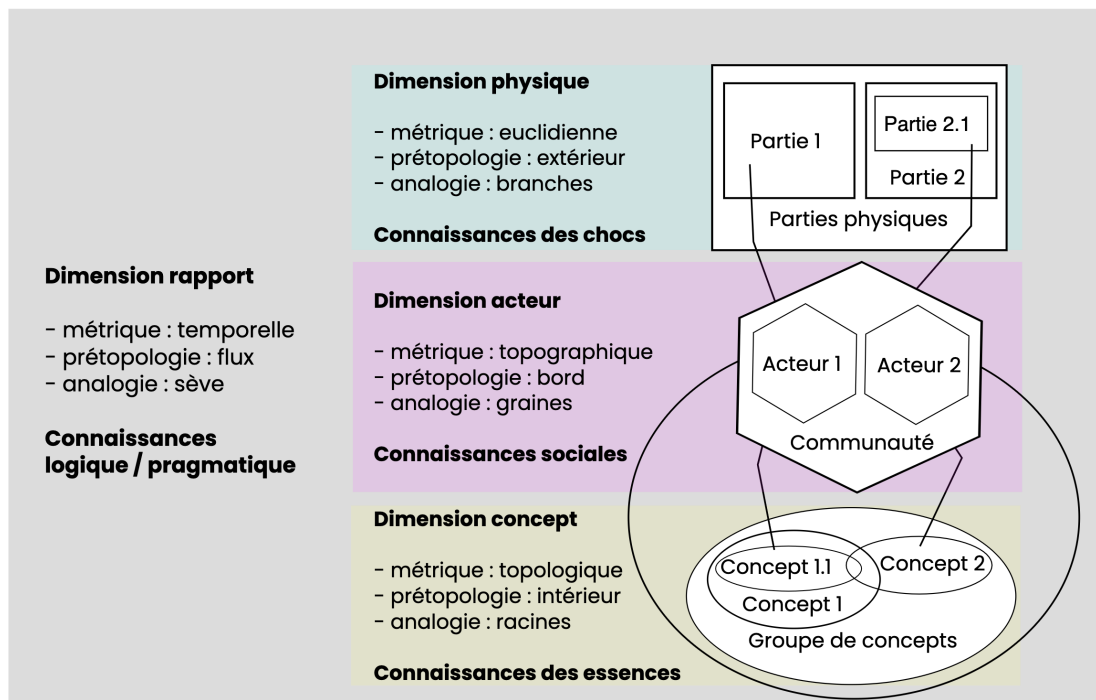 Dimension physique
- métrique : euclidienne
- prétopologie : extérieur
- analogie : branches
Connaissances des chocs
Partie 1
Partie 2.1
Partie 2
Parties physiques
Dimension rapport
- métrique : temporelle
- prétopologie : flux
- analogie : sève
Connaissances
logique / pragmatique
Dimension acteur
- métrique : topographique
- prétopologie : bord
- analogie : graines
Connaissances sociales
Acteur 1
Acteur 2
Communauté
Dimension concept
- métrique : topologique
- prétopologie : intérieur
- analogie : racines
Connaissances des essences
Concept 1.1
Concept 2
Concept 1
Groupe de concepts